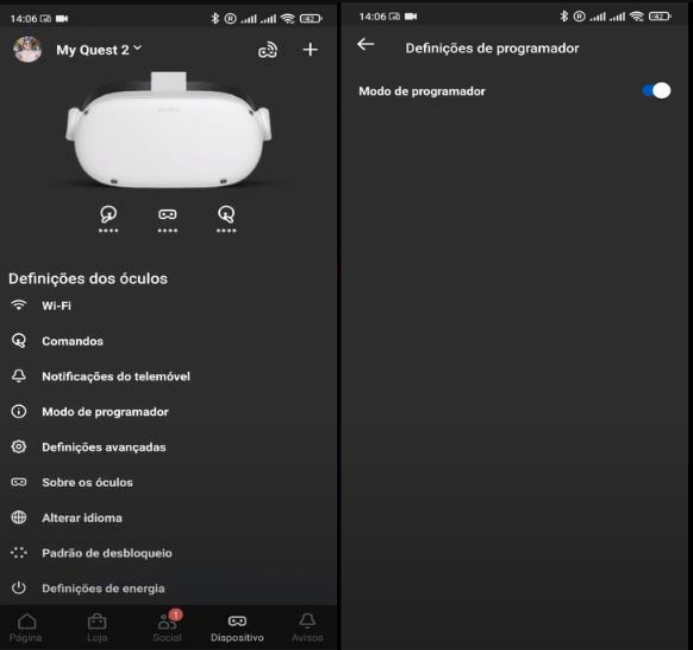 14:06
42
My Quest 2
Definições dos óculos
Wi-Fi
Comandos
Notificações do telemóvel
Modo de programador
Definições avançadas
Sobre os óculos
Alterar idioma
Padrão de desbloqueio
Definições de energia
1
Página
Loja
Social
Dispositivo
Avisos
14:06
42
Definições de programador
Modo de programador